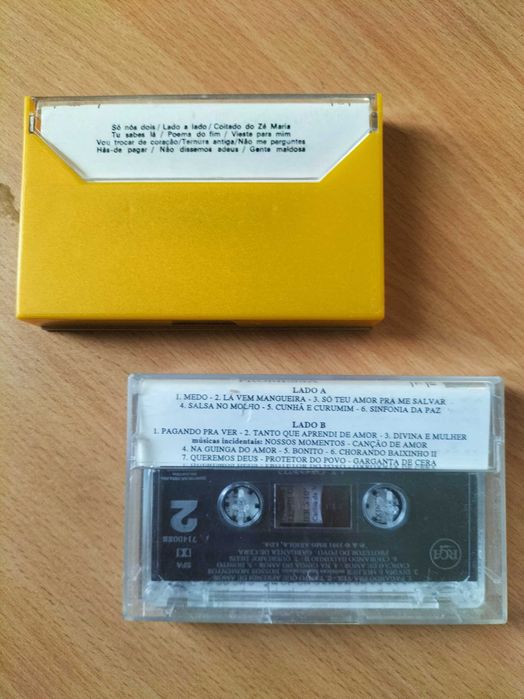 Só nós dois / Lado a lado / Coitado do Zé Maria
Tu sabes lá / Poema do fim / Vieste para mim
Vou trocar de coração/Ternura antiga/Não me perguntes
Hás-de pagar / Não dissemos adeus / Gente maldosa
LADO A
1. MEDO - 2. LÁ VEM MANGUEIRA - 3. SÓ TEU AMOR PRA ME SALVAR
4. SALSA NO MOLHO - 5. CUNHÃ E CURUMIM - 6. SINFONIA DA PAZ
LADO B
1. PAGANDO PRA VER - 2. TANTO QUE APRENDI DE AMOR - 3. DIVINA E MULHER
músicas incidentais: NOSSOS MOMENTOS - CANÇÃO DE AMOR
4. NA GUINGA DO AMOR - 5. BONITO - 6. CHORANDO BAIXINHO II
7. QUEREMOS DEUS - PROTETOR DO POVO - GARGANTA DE CERA
2
714008
SPA
RCA